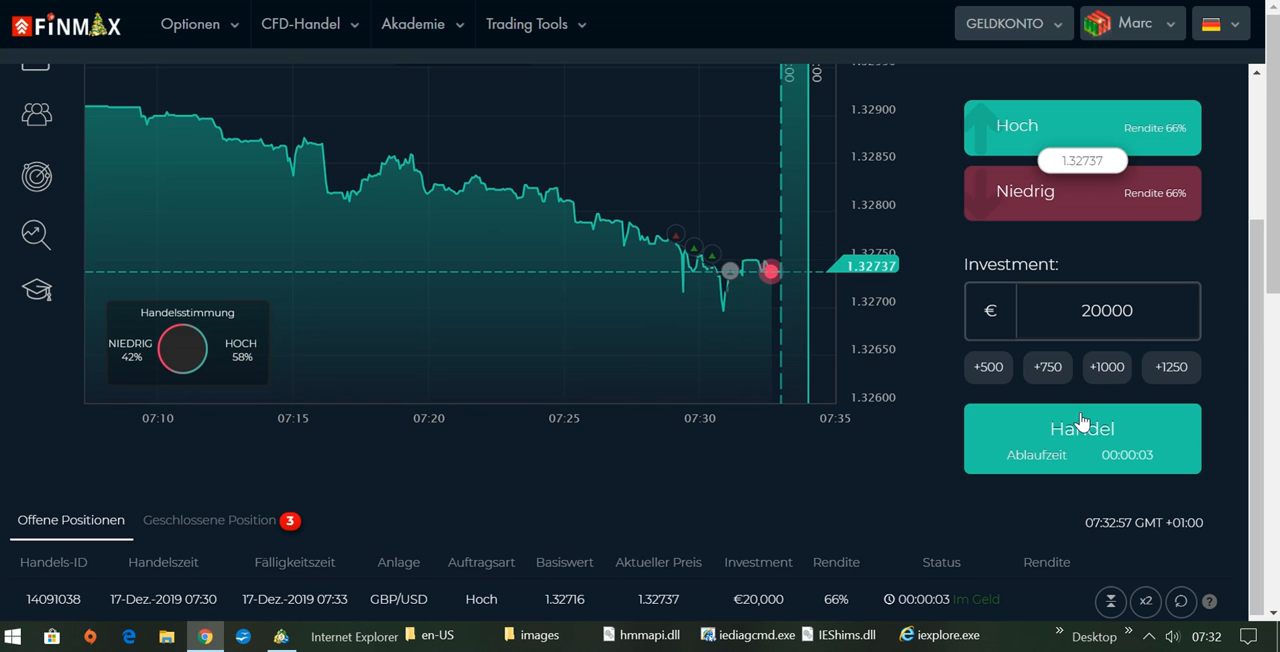 FiNMAX Optionen CFD-Handel Akademie Trading Tools GELDKONTO Marc
1.32900
1.32850
1.32800
1.32750
1.32737
1.32700
1.32650
1.32600
Handelsstimmung
NIEDRIG HOCH
42% 58%
07:10 07:15 07:20 07:25 07:30 07:35
Hoch Rendite 66%
1.32737
Niedrig Rendite 66%
Investment:
€ 20000
+500 +750 +1000 +1250
Handel
Ablaufzeit 00:00:03
Offene Positionen Geschlossene Position 3 07:32:57 GMT +01:00
Handels-ID Handelszeit Fälligkeitszeit Anlage Auftragsart Basiswert Aktueller Preis Investment Rendite Status Rendite
14091038 17-Dez.-2019 07:30 17-Dez.-2019 07:33 GBP/USD Hoch 1.32716 1.32737 €20,000 66% 00:00:03 Im Geld x2 ?
Internet Explorer en-US images hmmapi.dll iediagcmd.exe IEShims.dll iexplore.exe » Desktop » 07:32